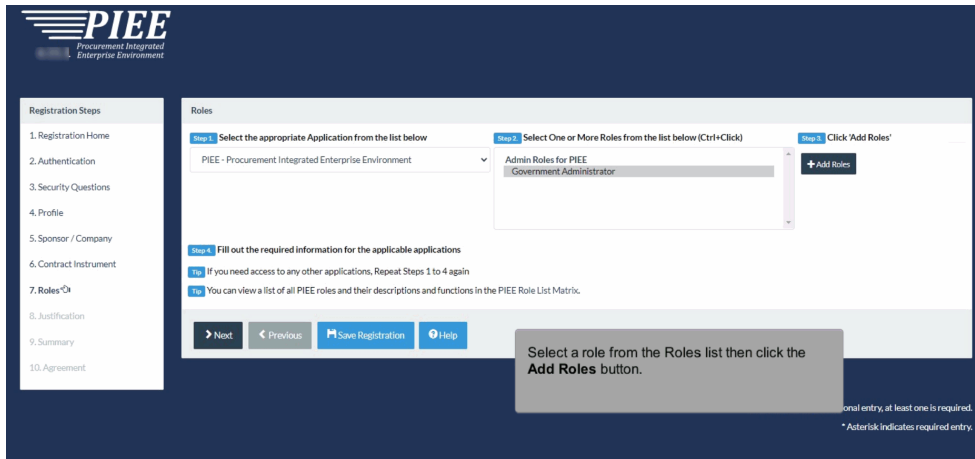 PIEE
Procurement Integrated
Enterprise Environment
Registration Steps
1. Registration Home
2. Authentication
3. Security Questions
4. Profile
5. Sponsor / Company
6. Contract Instrument
7. Roles
8. Justification
9. Summary
10. Agreement
Roles
Step 1. Select the appropriate Application from the list below
PIEE - Procurement Integrated Enterprise Environment
Step 2. Select One or More Roles from the list below (Ctrl+Click)
Admin Roles for PIEE
Government Administrator
Step 3. Click 'Add Roles'
+ Add Roles
Step 4. Fill out the required information for the applicable applications
Tip If you need access to any other applications, Repeat Steps 1 to 4 again
Tip You can view a list of all PIEE roles and their descriptions and functions in the PIEE Role List Matrix.
Next
Previous
Save Registration
Help
Select a role from the Roles list then click the
Add Roles button.
onal entry, at least one is required.
* Asterisk indicates required entry.